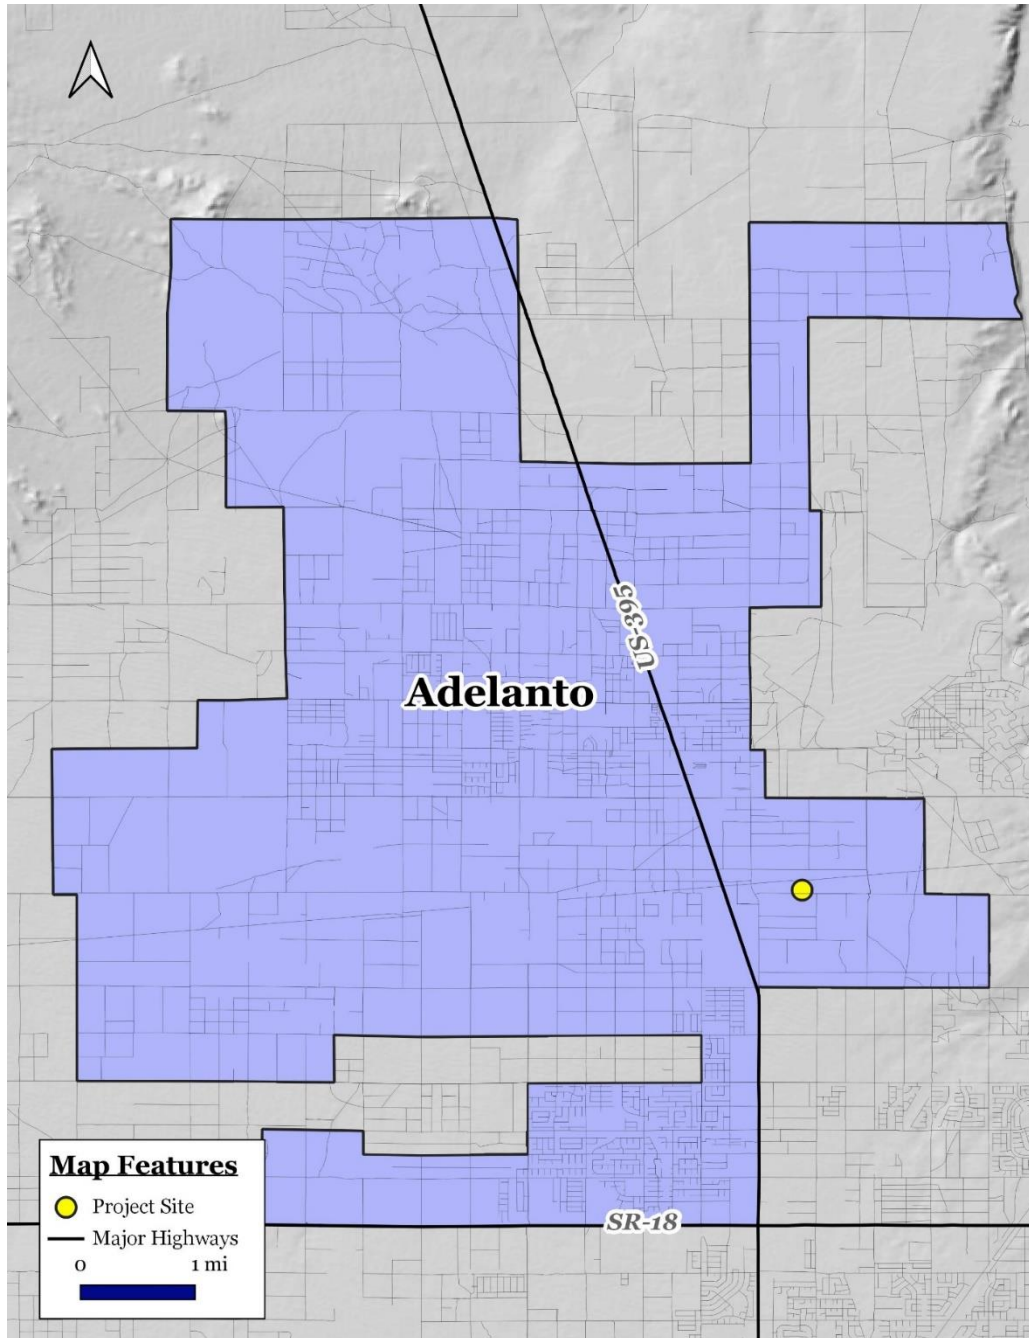 US-395
Adelanto
SR-18
Map Features
Project Site
Major Highways
0 1 mi